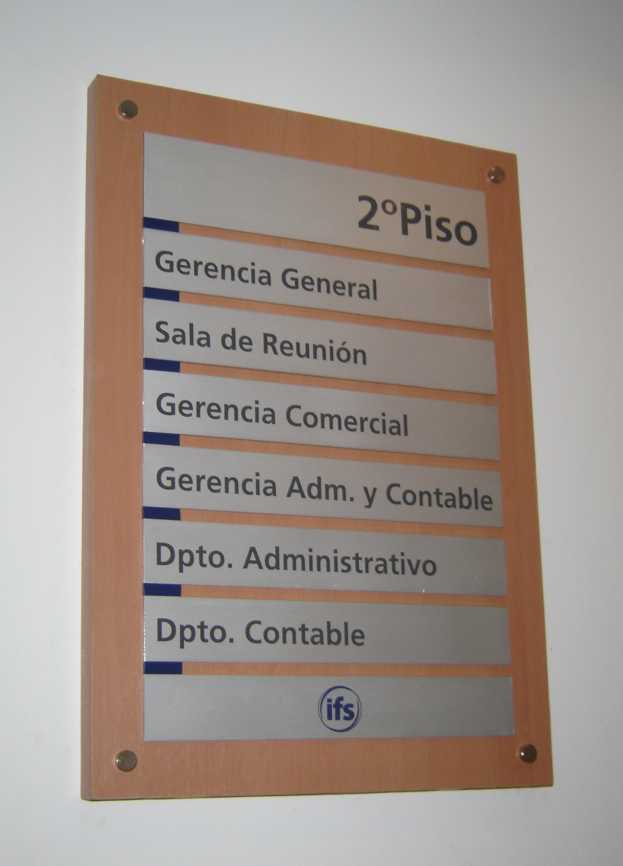 2ºPiso
Gerencia General
Sala de Reunión
Gerencia Comercial
Gerencia Adm. y Contable
Dpto. Administrativo
Dpto. Contable
ifs